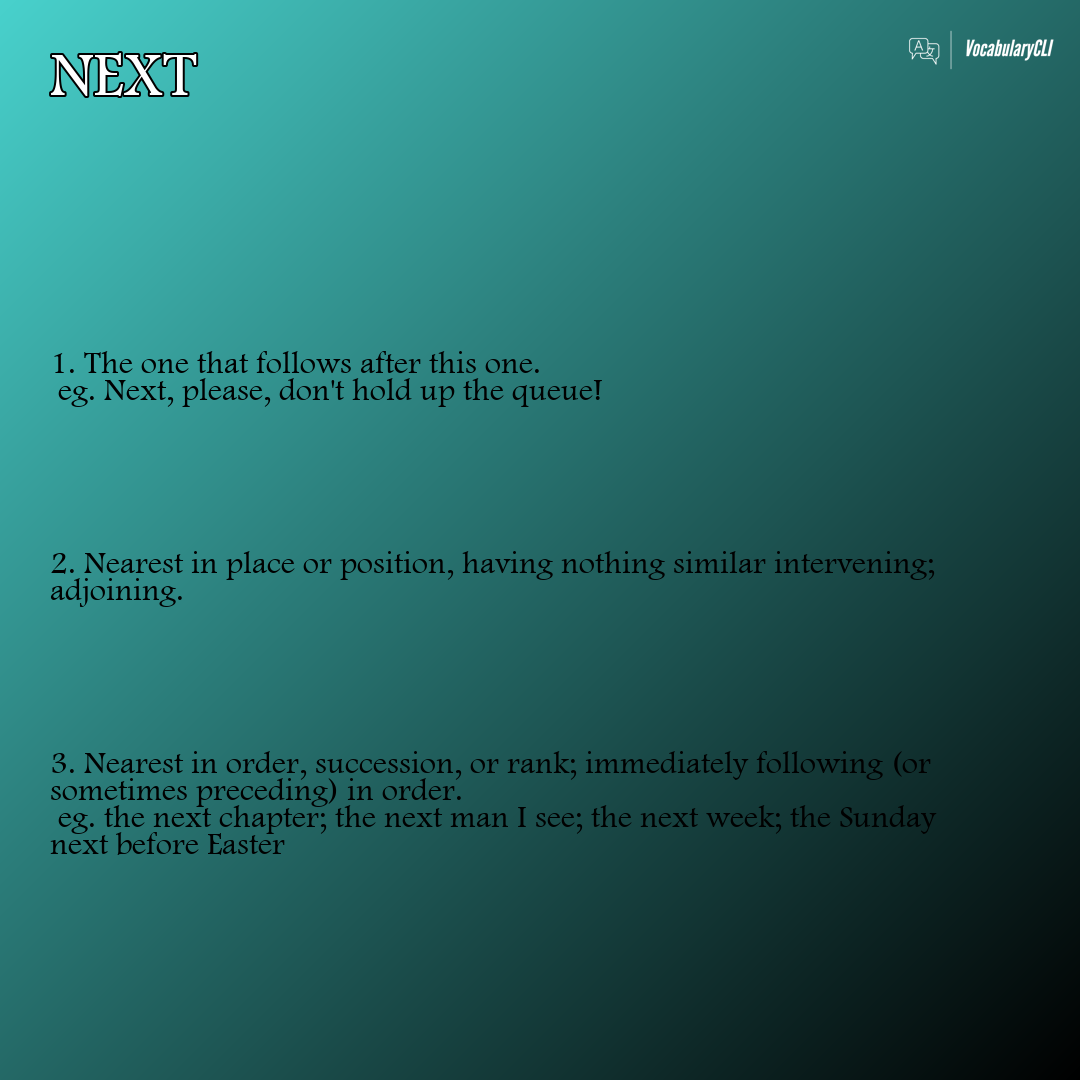 NEXT
VocabularyCLI
1. The one that follows after this one.
eg. Next, please, don't hold up the queue!
2. Nearest in place or position, having nothing similar intervening;
adjoining.
3. Nearest in order, succession, or rank; immediately following (or
sometimes preceding) in order.
eg. the next chapter; the next man I see; the next week; the Sunday
next before Easter